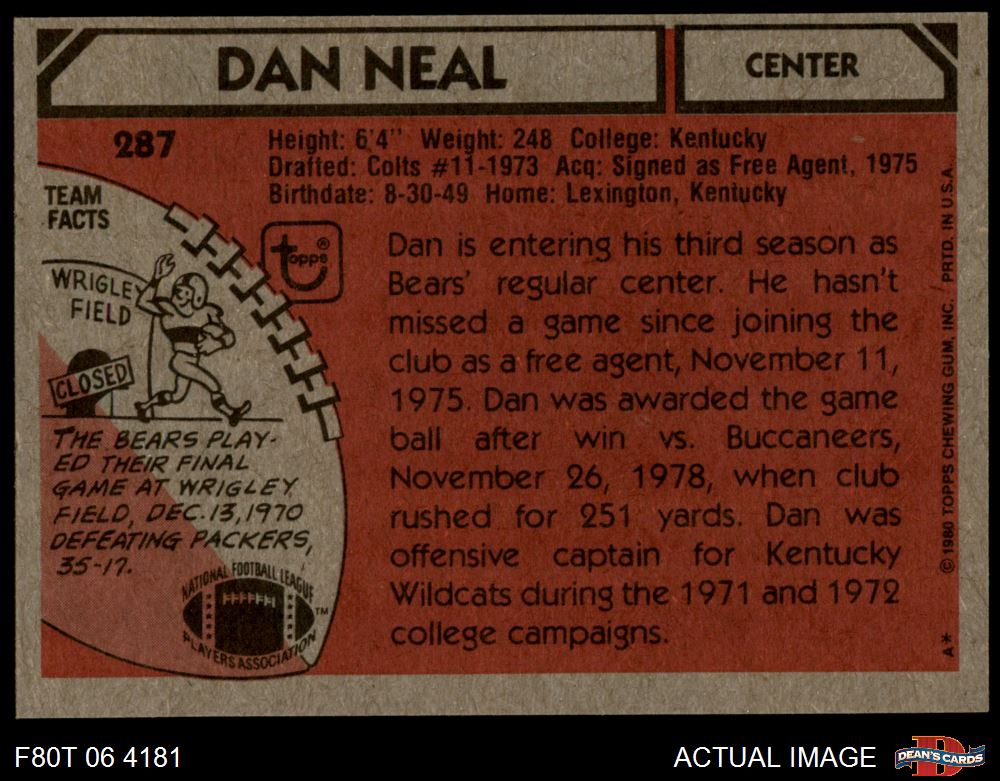 DAN NEAL
CENTER
287
Height: 6'4" Weight: 248 College: Kentucky
Drafted: Colts #11-1973 Acq: Signed as Free Agent, 1975
Birthdate: 8-30-49 Home: Lexington, Kentucky
TEAM
FACTS
WRIGLEY
FIELD
CLOSED
THE BEARS PLAY-
ED THEIR FINAL
GAME AT WRIGLEY
FIELD, DEC. 13, 1970
DEFEATING PACKERS,
35-17.
NATIONAL FOOTBALL LEAGUE
PLAYERS ASSOCIATION
TM
topps®
Dan is entering his third season as
Bears' regular center. He hasn't
missed a game since joining the
club as a free agent, November 11,
1975. Dan was awarded the game
ball after win vs. Buccaneers,
November 26, 1978, when club
rushed for 251 yards. Dan was
offensive captain for Kentucky
Wildcats during the 1971 and 1972
college campaigns.
A* © 1980 TOPPS CHEWING GUM, INC. PRTD. IN U.S.A.
F80T 06 4181
ACTUAL IMAGE
D
DEAN'S CARDS